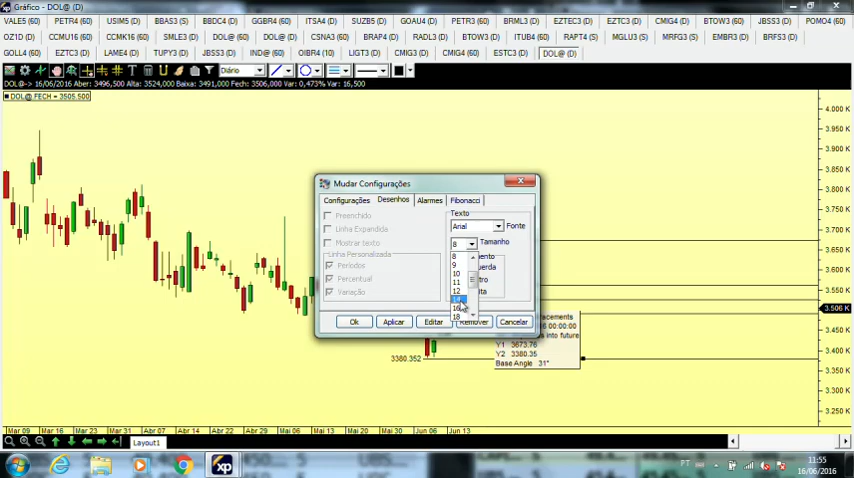 Gráfico - DOL@ (D)
VALE5 (60) PETR4 (60) USIM5 (D) BBAS3 (S) BBDC4 (D) GGBR4 (60) ITSA4 (D) SUZB5 (D) GOAU4 (D) PETR3 (60) BRML3 (D) EZTEC3 (D) CTIP3 (D) CMIG4 (D) BTOW3 (60) JBSS3 (D) POMO4 (60)
OZ1D (D) CCMU16 (60) WKMU16 (60) SMLE3 (D) DOL@ (60) DOL@ (D) CSNA3 (60) BRAP4 (D) RADL3 (D) BTOW3 (D) ITUB4 (60) RAPT4 (S) MGLU3 (S) MRFG3 (S) EMBR3 (D) BRFS3 (D)
GOLL4 (60) EZTC3 (D) LAME4 (D) TUPY3 (D) JBSS3 (D) IND@ (60) OIBR4 (10) LIGT3 (D) CMIG3 (D) CMIG4 (60) ESTC3 (D) DOL@ (D)
Diário
DOL@ (D)-> 16/06/2016 Aber: 3496,500 Alta: 3524,000 Baixa: 3491,000 Fech: 3506,000 Var: 0,473% Var: 16,500
DOL@.FECH = 3505.500
4.000 K
3.950 K
3.900 K
3.850 K
3.800 K
3.750 K
3.700 K
3.650 K
3.600 K
3.550 K
3.506 K
3.450 K
3.400 K
3.350 K
3.300 K
3.250 K
Mudar Configurações
Configurações Desenhos Alarmes Fibonacci
Preenchido
Linha Expandida
Mostrar texto
Linha Personalizada
Períodos
Percentual
Variação
Texto
Arial Fonte
8 Tamanho
8
9
10
11
12
14
16
18
Ok Aplicar Editar Remover Cancelar
Y1 3673.76
Y2 3380.35
Base Angle 31°
3380.352
Mar 09 Mar 16 Mar 23 Mar 31 Abr 07 Abr 14 Abr 22 Abr 29 Mai 06 Mai 13 Mai 20 Mai 30 Jun 06 Jun 13
Layout1
xp
PT
11:55
16/06/2016